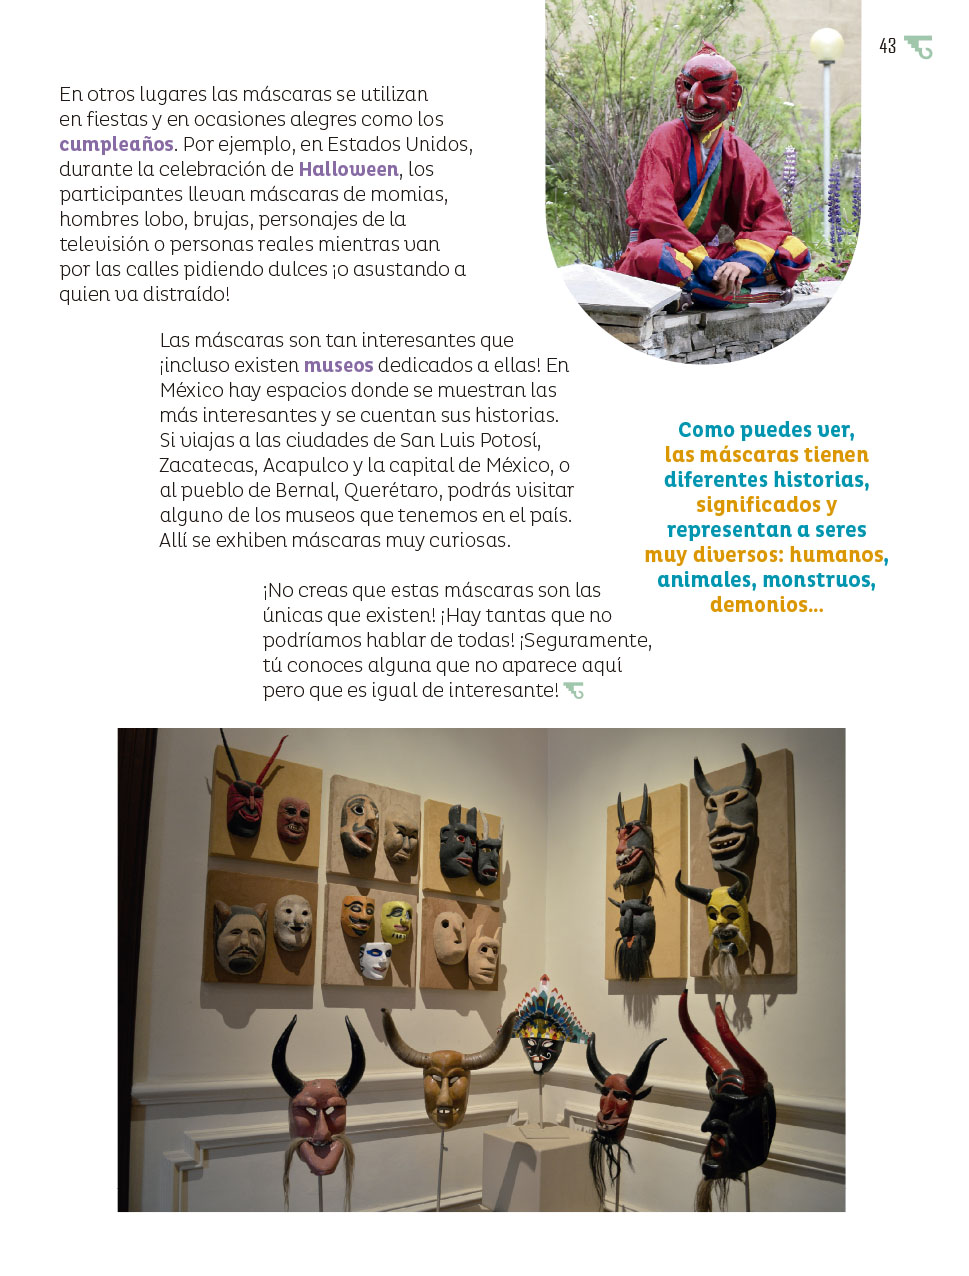 43
En otros lugares las máscaras se utilizan
en fiestas y en ocasiones alegres como los
cumpleaños. Por ejemplo, en Estados Unidos,
durante la celebración de Halloween, los
participantes llevan máscaras de momias,
hombres lobo, brujas, personajes de la
televisión o personas reales mientras van
por las calles pidiendo dulces ¡o asustando a
quien va distraído!
Las máscaras son tan interesantes que
¡incluso existen museos dedicados a ellas! En
México hay espacios donde se muestran las
más interesantes y se cuentan sus historias.
Si viajas a las ciudades de San Luis Potosí,
Zacatecas, Acapulco y la capital de México, o
al pueblo de Bernal, Querétaro, podrás visitar
alguno de los museos que tenemos en el país.
Allí se exhiben máscaras muy curiosas.
¡No creas que estas máscaras son las
únicas que existen! ¡Hay tantas que no
podríamos hablar de todas! ¡Seguramente,
tú conoces alguna que no aparece aquí
pero que es igual de interesante!
Como puedes ver,
las máscaras tienen
diferentes historias,
significados y
representan a seres
muy diversos: humanos,
animales, monstruos,
demonios...